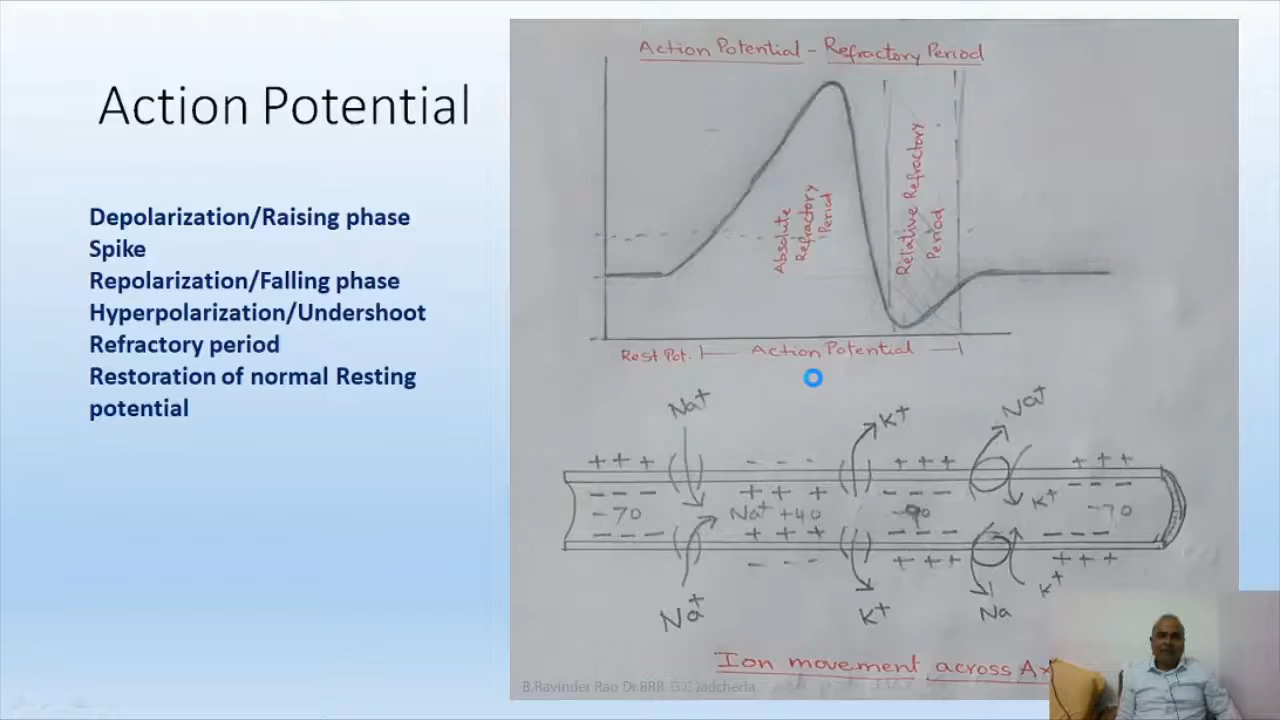 Action Potential
Depolarization/Raising phase
Spike
Repolarization/Falling phase
Hyperpolarization/Undershoot
Refractory period
Restoration of normal Resting
potential
Action Potential - Refractory Period
Absolute
Refractory
Period
Relative Refractory
Period
Rest Pot.
Action Potential
Na+
K+
Na+
+ + +
- - -
+ + +
+ + +
- - -
+ + +
- - -
- - -
K+
-70
Na+ +40
-90
-70
- - -
+ + +
- - -
- - -
- - -
+ + +
+ + +
Na+
K+
Na
K+
Ion movement across Ax
B.Ravinder Rao Dr BRR Jadcherla